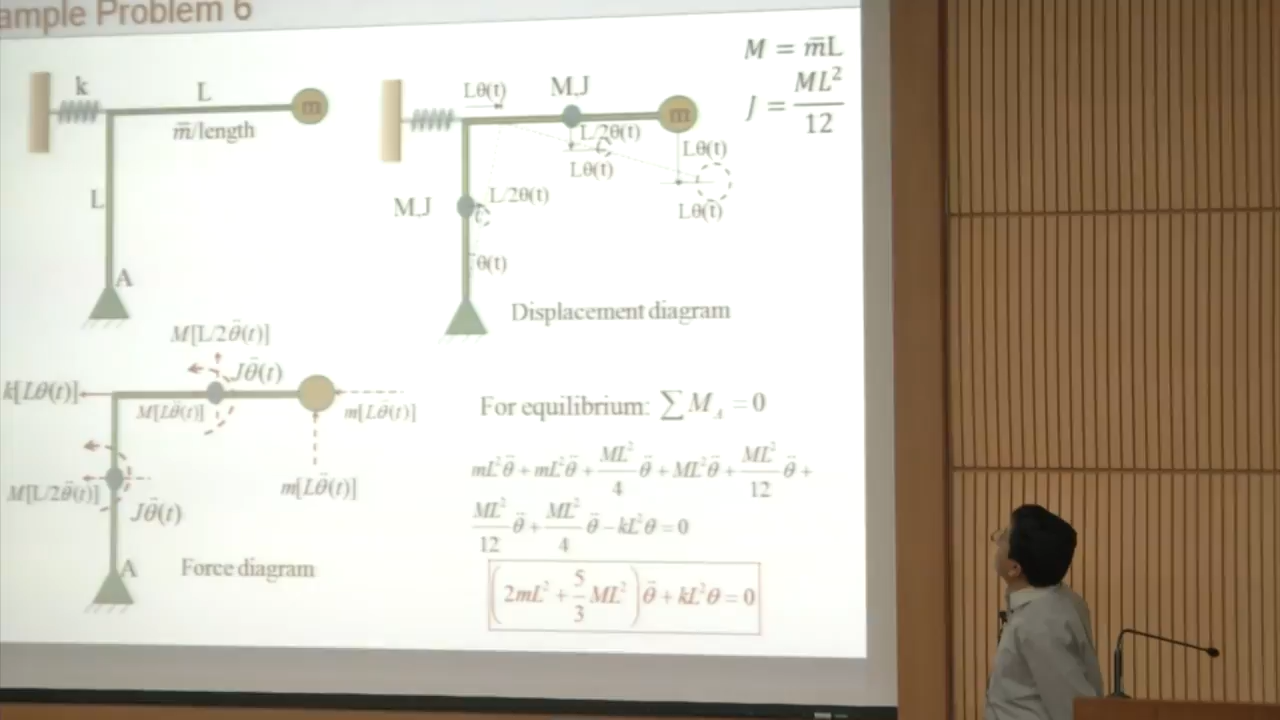 ample Problem 6
k
L
m
m̄/length
L
A
Lθ(t)
M,J
m
L/2θ(t)
Lθ(t)
Lθ(t)
Lθ(t)
M,J
L/2θ(t)
θ(t)
Displacement diagram
M = m̄L
J = ML²/12
M[L/2θ̈(t)]
Jθ̈(t)
k[Lθ(t)]
M[Lθ̈(t)]
m[Lθ̈(t)]
m[Lθ̈(t)]
M[L/2θ̈(t)]
Jθ̈(t)
A
Force diagram
For equilibrium: ∑M_A = 0
mL²θ̈ + mL²θ̈ + ML²/4 θ̈ + ML²θ̈ + ML²/12 θ̈ +
ML²/12 θ̈ + ML²/4 θ̈ − kL²θ = 0
(2mL² + 5/3 ML²) θ̈ + kL²θ = 0